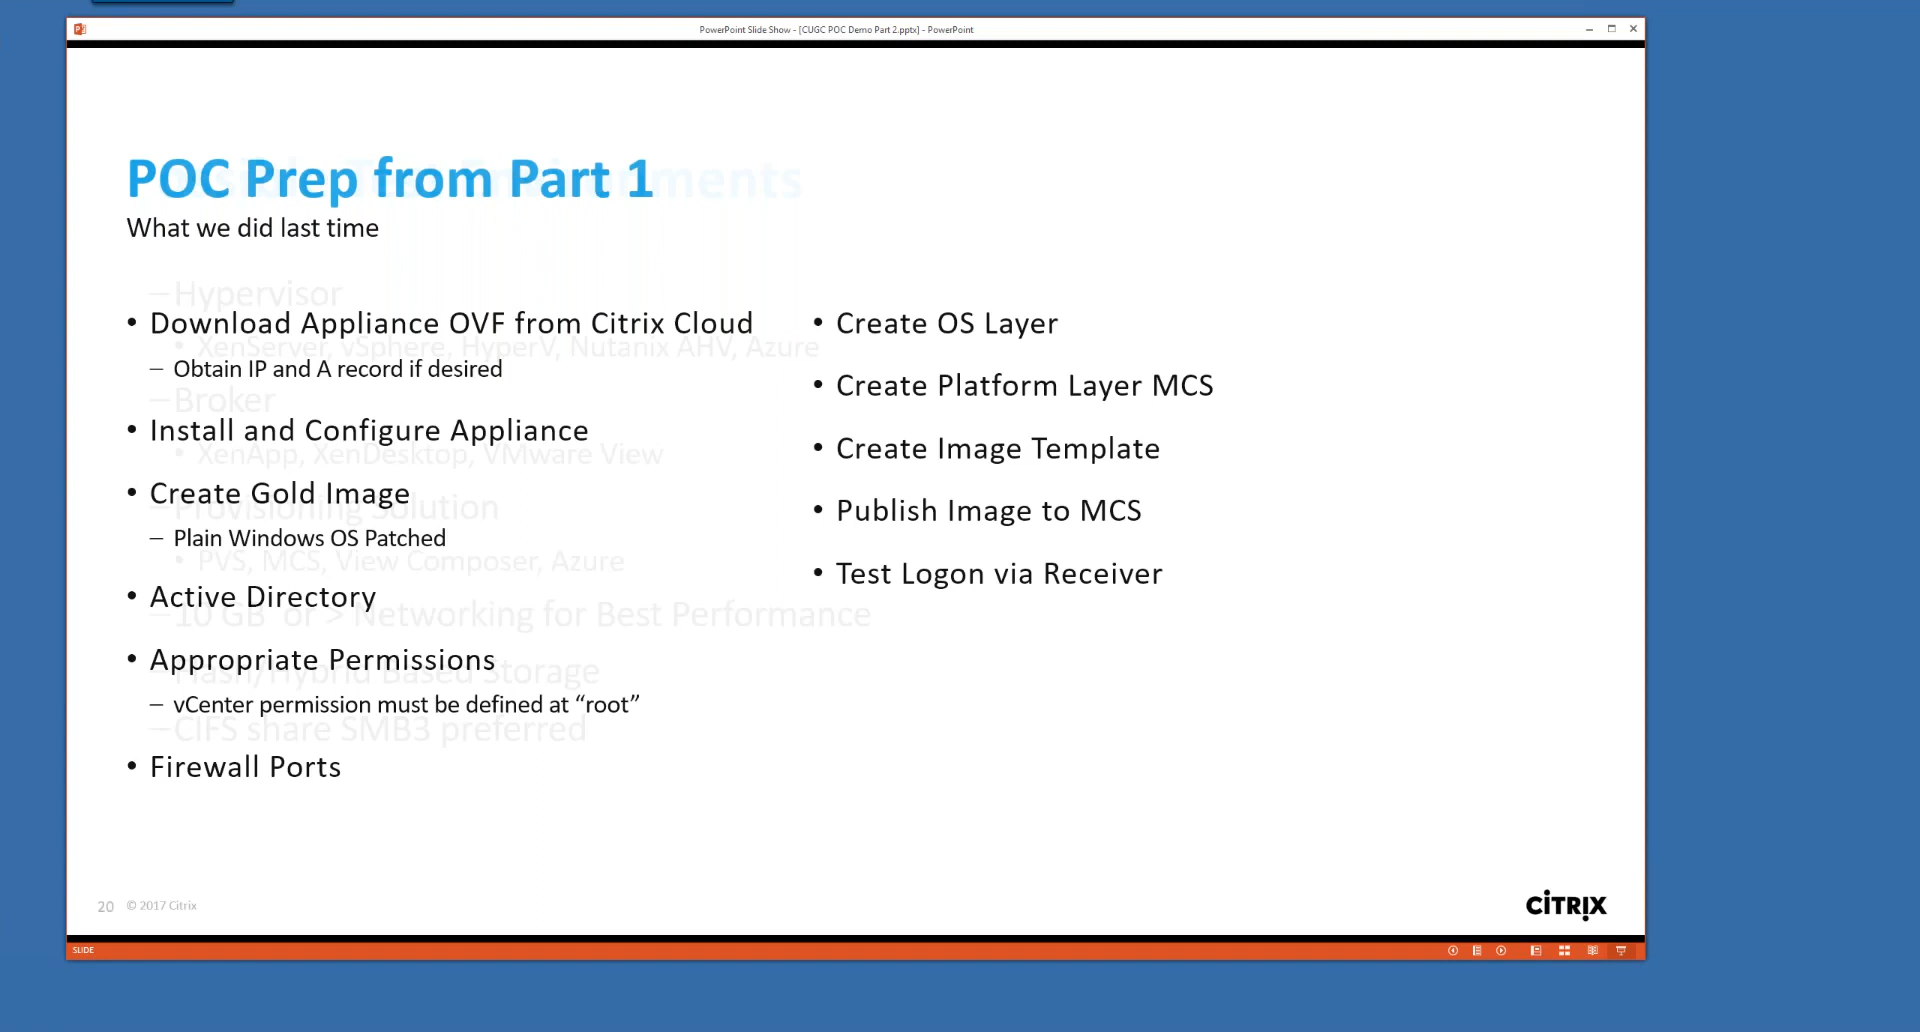 PowerPoint Slide Show - [CUGC POC Demo Part 2.pptx] - PowerPoint
POC Prep from Part 1
ments
What we did last time
–Hypervisor
• Download Appliance OVF from Citrix Cloud
• XenServer, vSphere, HyperV, Nutanix AHV, Azure
– Obtain IP and A record if desired
–Broker
• Install and Configure Appliance
• XenApp, XenDesktop, VMware View
• Create Gold Image
–Provisioning Solution
– Plain Windows OS Patched
• PVS, MCS, View Composer, Azure
• Active Directory
–10 GB or > Networking for Best Performance
• Appropriate Permissions
–Flash/Hybrid Based Storage
– vCenter permission must be defined at “root”
–CIFS share SMB3 preferred
• Firewall Ports
• Create OS Layer
• Create Platform Layer MCS
• Create Image Template
• Publish Image to MCS
• Test Logon via Receiver
20 © 2017 Citrix
CITRIX
SLIDE